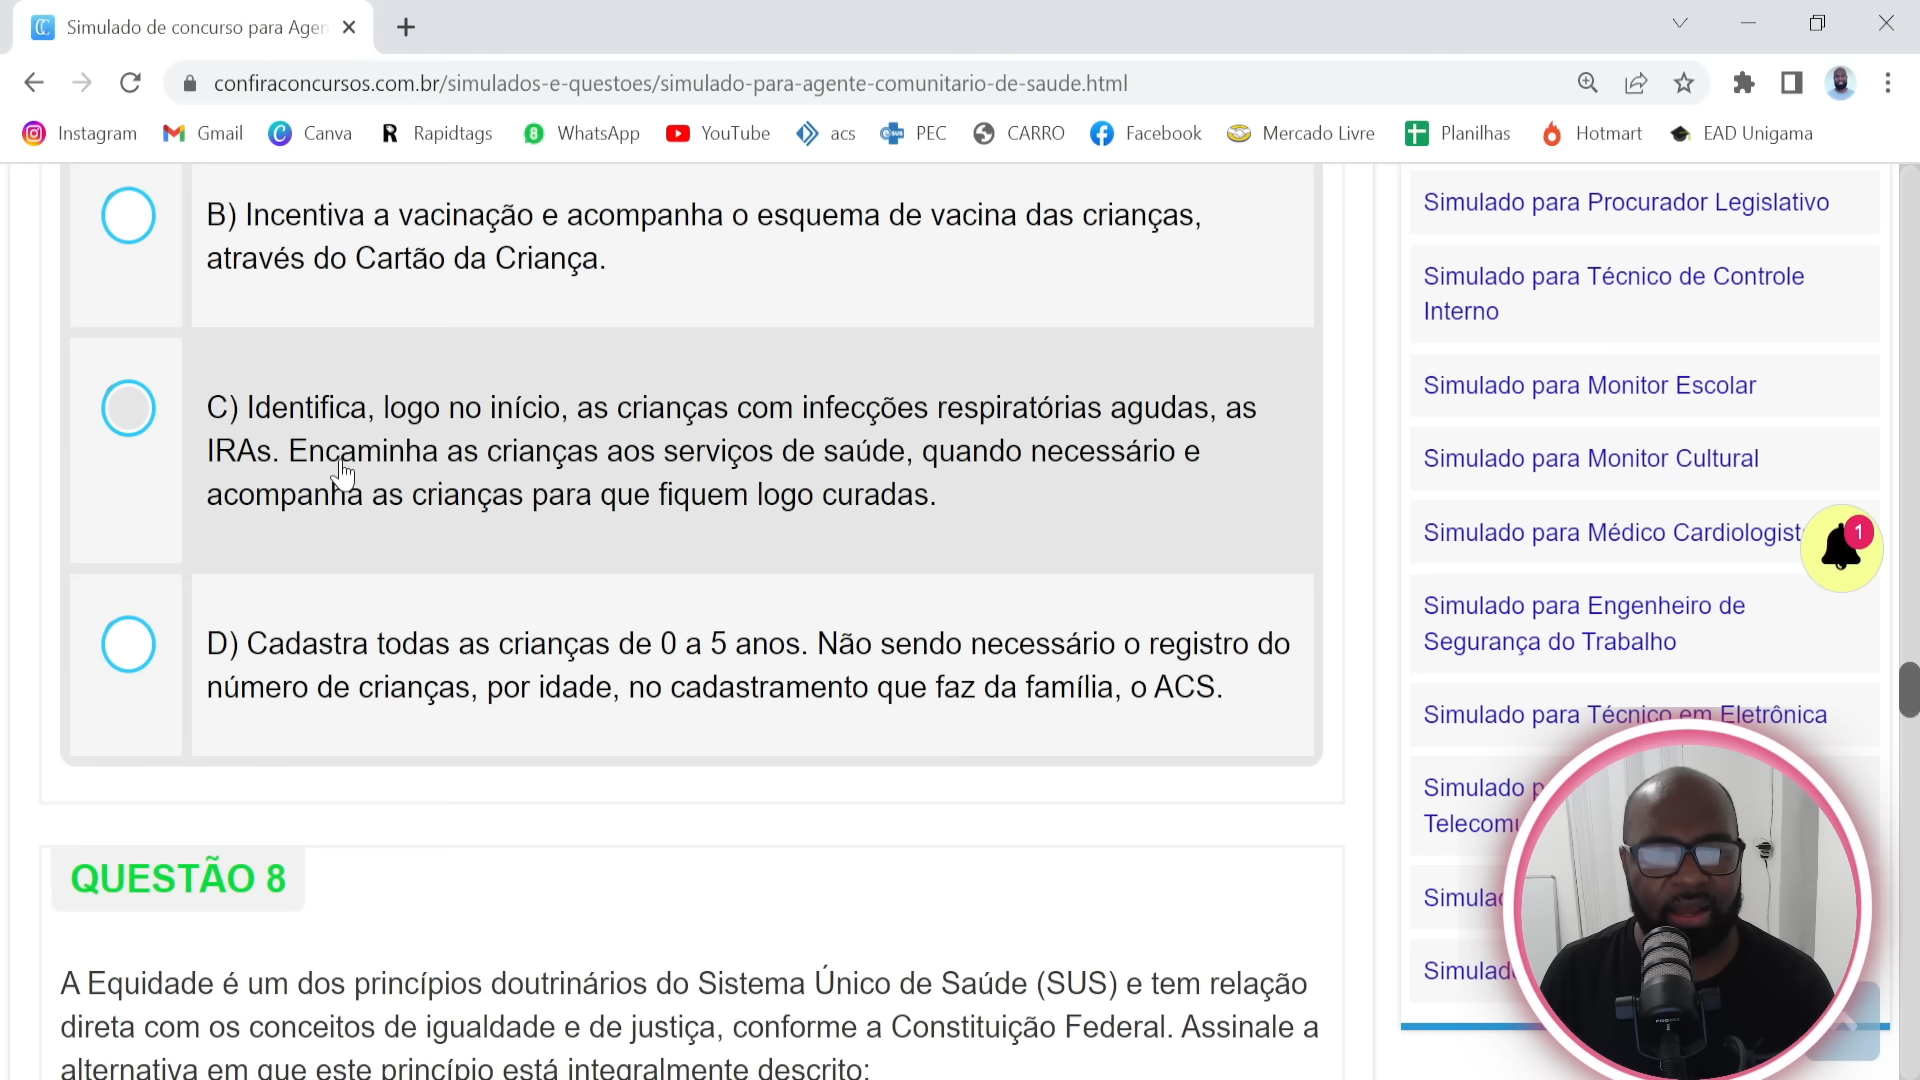 Simulado de concurso para Agen
confiraconcursos.com.br/simulados-e-questoes/simulado-para-agente-comunitario-de-saude.html
Instagram Gmail Canva Rapidtags WhatsApp YouTube acs PEC CARRO Facebook Mercado Livre Planilhas Hotmart EAD Unigama
B) Incentiva a vacinação e acompanha o esquema de vacina das crianças,
através do Cartão da Criança.
C) Identifica, logo no início, as crianças com infecções respiratórias agudas, as
IRAs. Encaminha as crianças aos serviços de saúde, quando necessário e
acompanha as crianças para que fiquem logo curadas.
D) Cadastra todas as crianças de 0 a 5 anos. Não sendo necessário o registro do
número de crianças, por idade, no cadastramento que faz da família, o ACS.
QUESTÃO 8
A Equidade é um dos princípios doutrinários do Sistema Único de Saúde (SUS) e tem relação
direta com os conceitos de igualdade e de justiça, conforme a Constituição Federal. Assinale a
alternativa em que este princípio está integralmente descrito:
Simulado para Procurador Legislativo
Simulado para Técnico de Controle
Interno
Simulado para Monitor Escolar
Simulado para Monitor Cultural
Simulado para Médico Cardiologist
1
Simulado para Engenheiro de
Segurança do Trabalho
Simulado para Técnico em Eletrônica
Simulado p
Telecom
Simula
Simulad